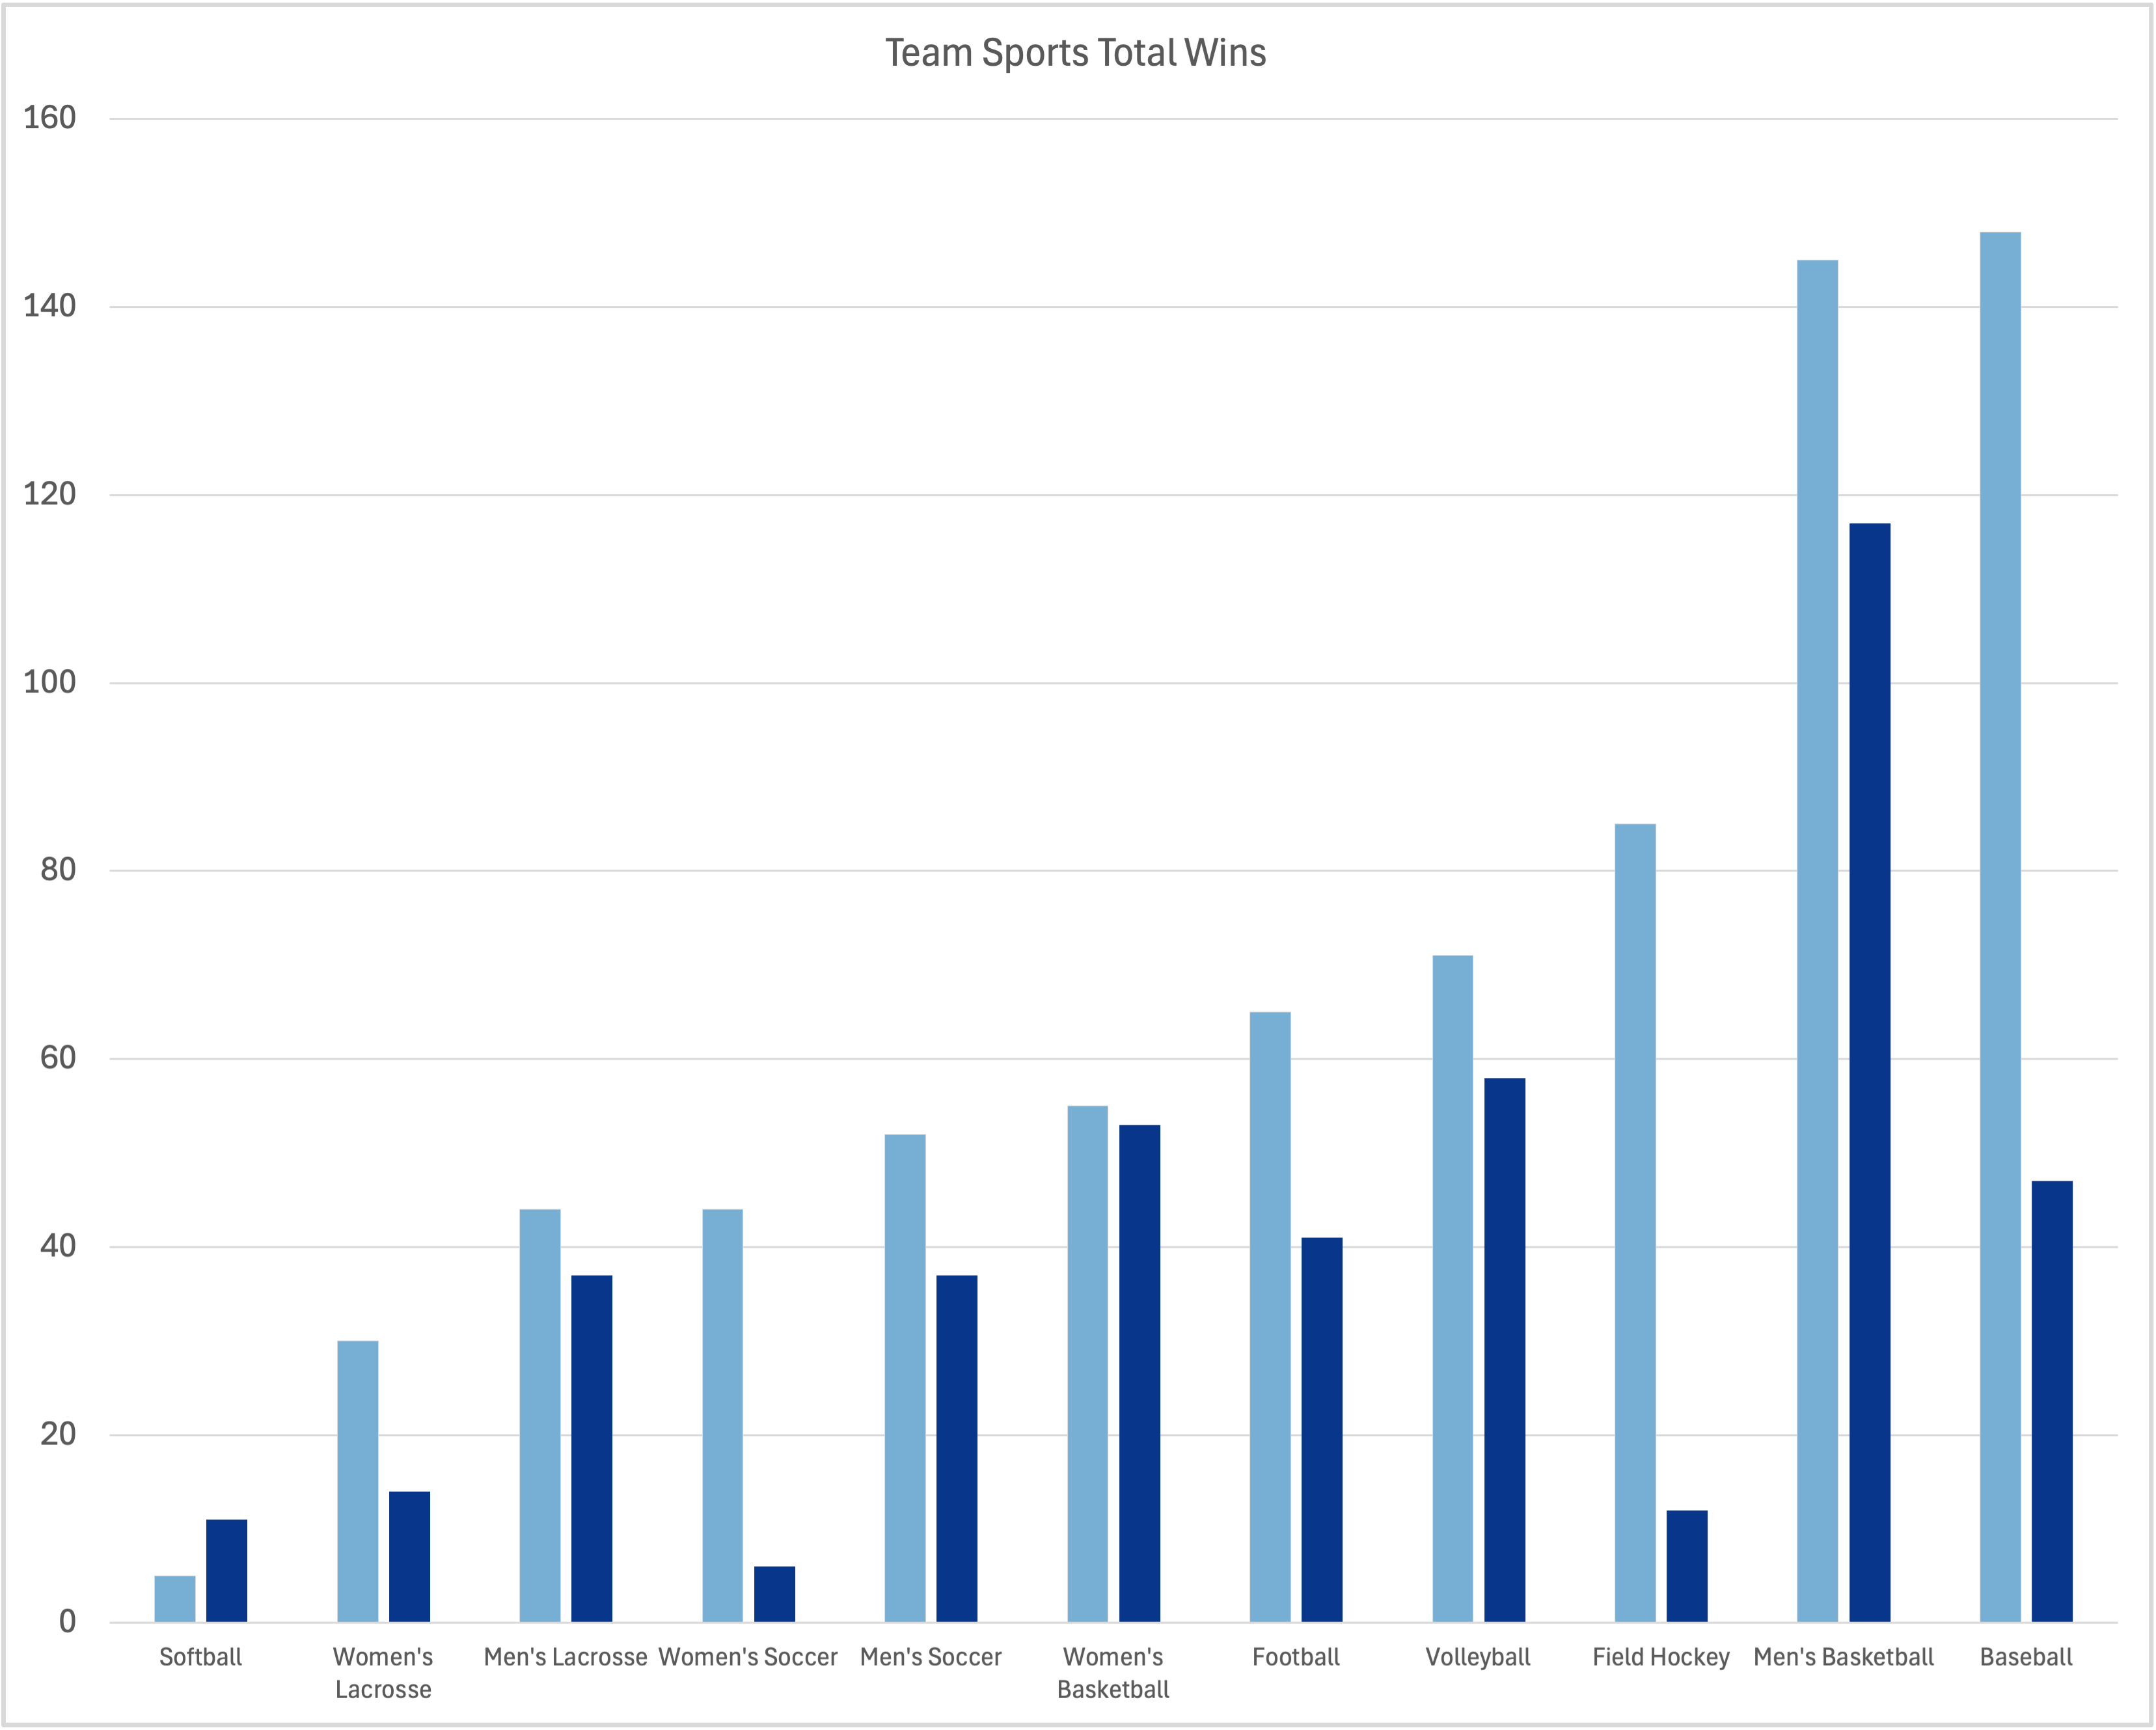 Team Sports Total Wins
160
140
120
100
80
60
40
20
0
Softball
Women's
Lacrosse
Men's Lacrosse
Women's Soccer
Men's Soccer
Women's
Basketball
Football
Volleyball
Field Hockey
Men's Basketball
Baseball